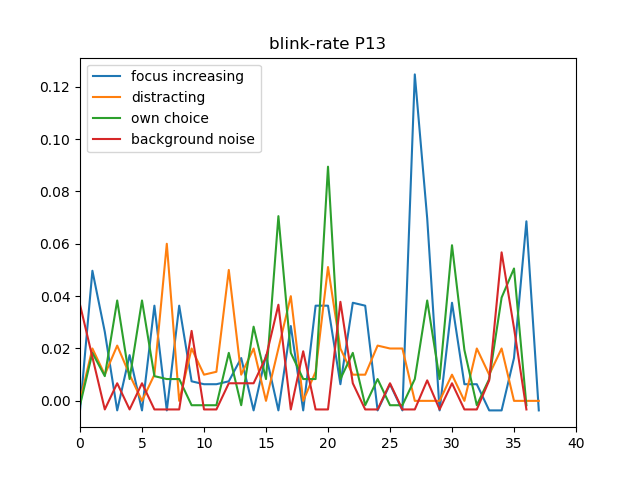 blink-rate P13
focus increasing
distracting
own choice
background noise
0.12
0.10
0.08
0.06
0.04
0.02
0.00
0 5 10 15 20 25 30 35 40